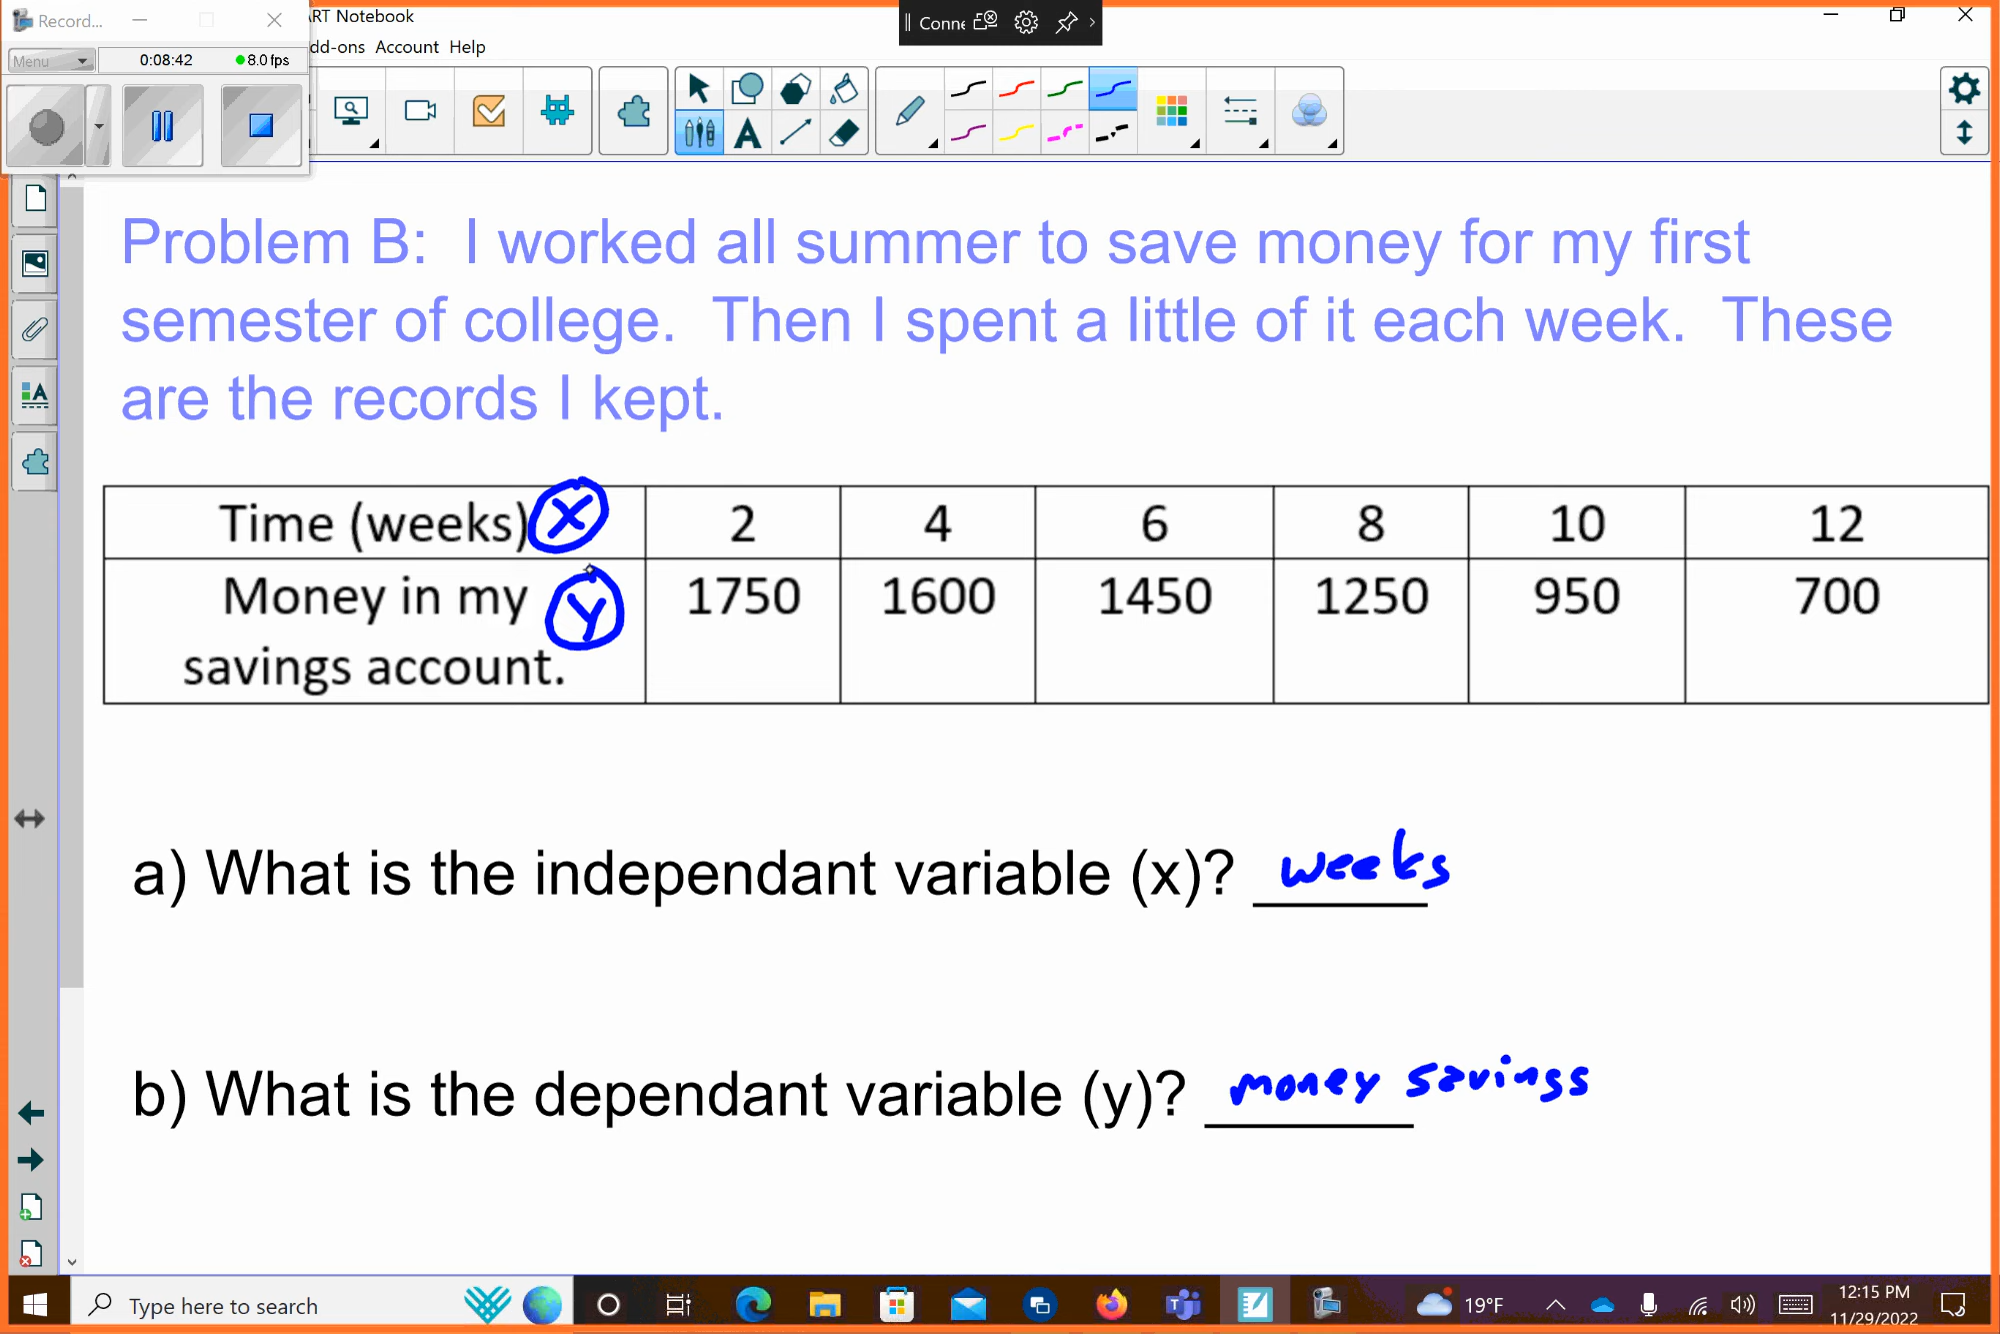 Record...
ART Notebook
Conne
dd-ons Account Help
Menu
0:08:42
8.0 fps
Problem B: I worked all summer to save money for my first
semester of college. Then I spent a little of it each week. These
are the records I kept.
Time (weeks) X 2 4 6 8 10 12
Money in my y 1750 1600 1450 1250 950 700
savings account.
a) What is the independant variable (x)? weeks
b) What is the dependant variable (y)? money savings
Type here to search
19°F
12:15 PM
11/29/2022